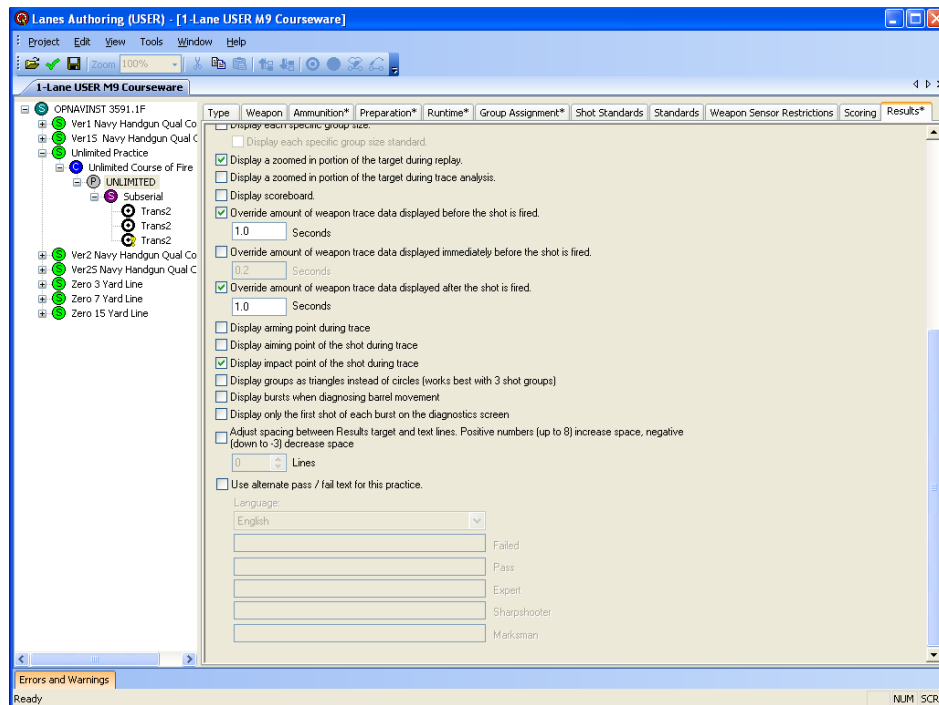 Lanes Authoring (USER) - [1-Lane USER M9 Courseware]
Project Edit View Tools Window Help
Zoom 100%
1-Lane USER M9 Courseware
OPNAVINST 3591.1F
Ver1 Navy Handgun Qual Co
Ver1S Navy Handgun Qual C
Unlimited Practice
Unlimited Course of Fire
UNLIMITED
Subserial
Trans2
Trans2
Trans2
Ver2 Navy Handgun Qual Co
Ver2S Navy Handgun Qual C
Zero 3 Yard Line
Zero 7 Yard Line
Zero 15 Yard Line
Type Weapon Ammunition* Preparation* Runtime* Group Assignment* Shot Standards Standards Weapon Sensor Restrictions Scoring Results*
Display each specific group size.
Display each specific group size standard.
Display a zoomed in portion of the target during replay.
Display a zoomed in portion of the target during trace analysis.
Display scoreboard.
Override amount of weapon trace data displayed before the shot is fired.
1.0 Seconds
Override amount of weapon trace data displayed immediately before the shot is fired.
0.2 Seconds
Override amount of weapon trace data displayed after the shot is fired.
1.0 Seconds
Display arming point during trace
Display aiming point of the shot during trace
Display impact point of the shot during trace
Display groups as triangles instead of circles (works best with 3 shot groups)
Display bursts when diagnosing barrel movement
Display only the first shot of each burst on the diagnostics screen
Adjust spacing between Results target and text lines. Positive numbers (up to 8) increase space, negative
(down to -3) decrease space
0 Lines
Use alternate pass / fail text for this practice.
Language:
English
Failed
Pass
Expert
Sharpshooter
Marksman
Errors and Warnings
Ready NUM SCR